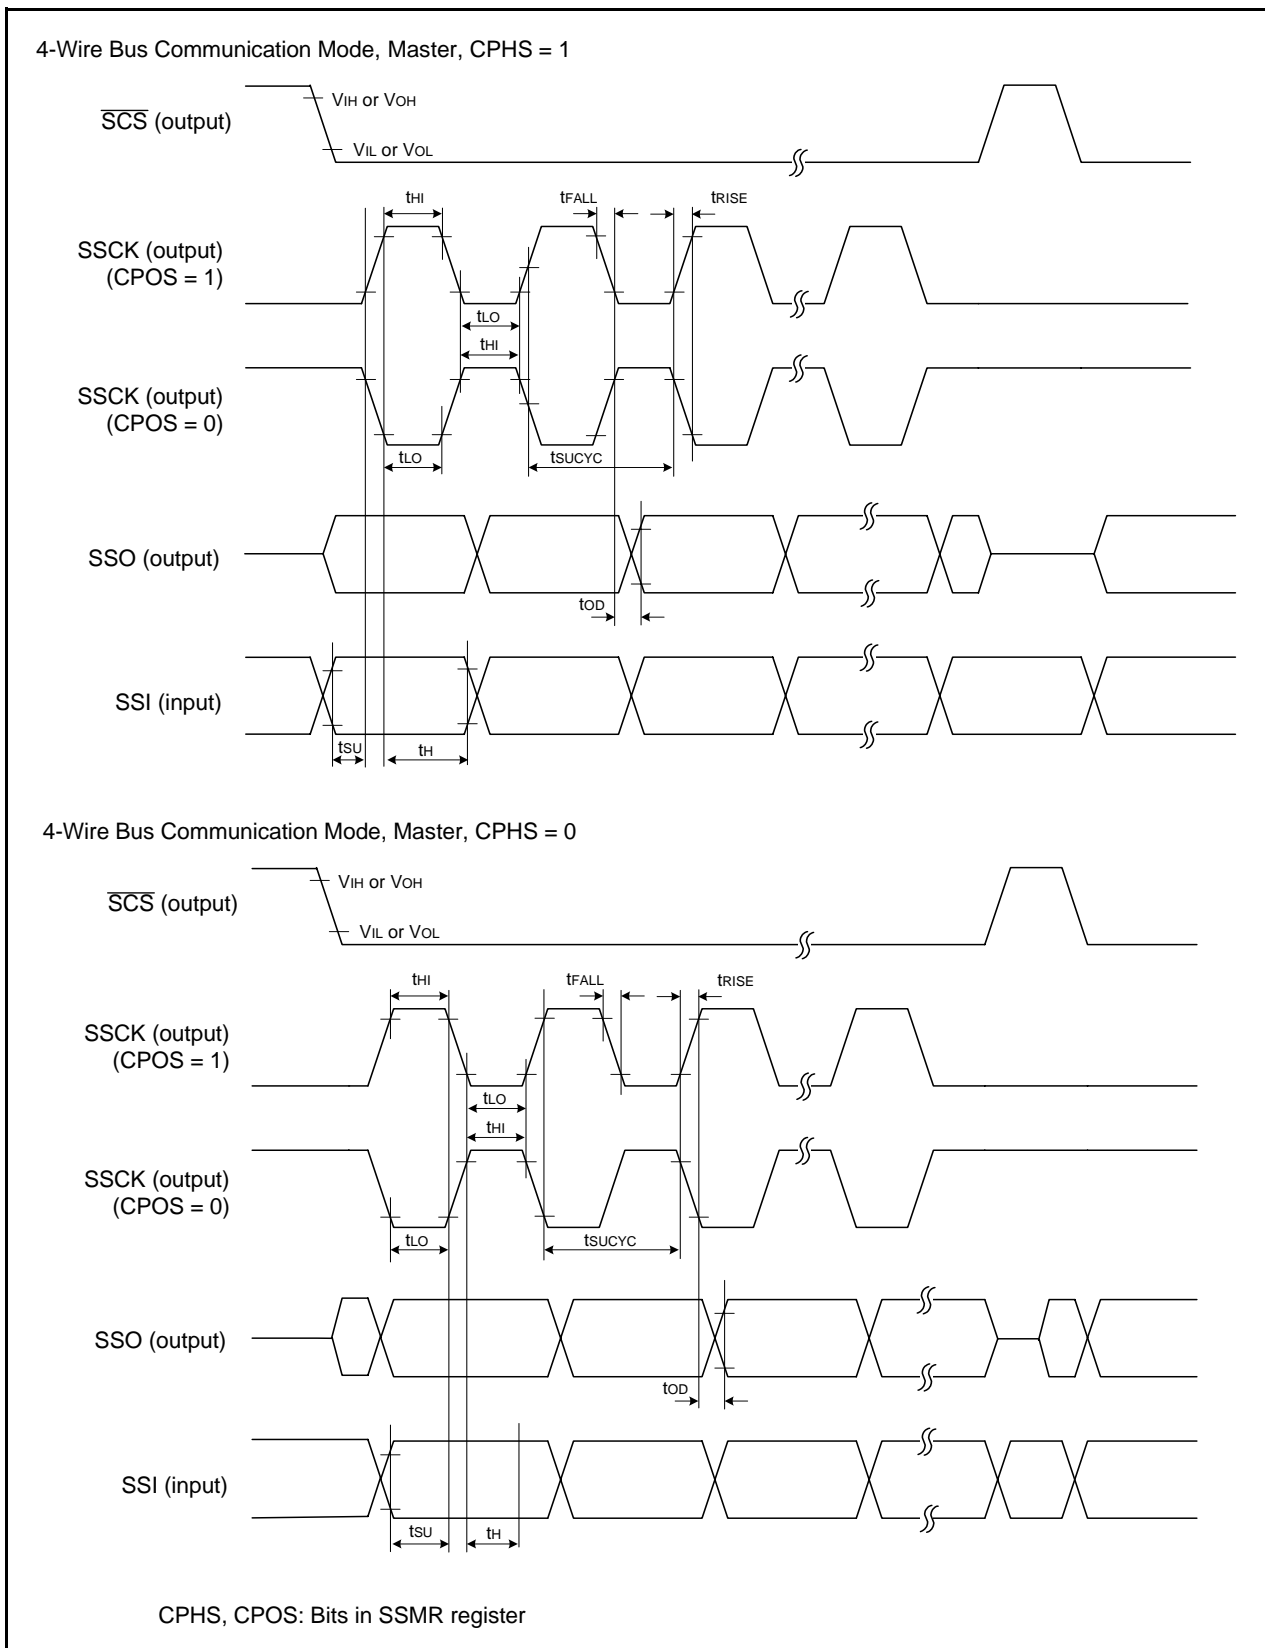 4-Wire Bus Communication Mode, Master, CPHS = 1
SCS (output)
VIH or VOH
VIL or VOL
tHI
tFALL
tRISE
SSCK (output)
(CPOS = 1)
tLO
tHI
SSCK (output)
(CPOS = 0)
tLO
tSUCYC
SSO (output)
tOD
SSI (input)
tSU
tH
4-Wire Bus Communication Mode, Master, CPHS = 0
SCS (output)
VIH or VOH
VIL or VOL
tHI
tFALL
tRISE
SSCK (output)
(CPOS = 1)
tLO
tHI
SSCK (output)
(CPOS = 0)
tLO
tSUCYC
SSO (output)
tOD
SSI (input)
tSU
tH
CPHS, CPOS: Bits in SSMR register